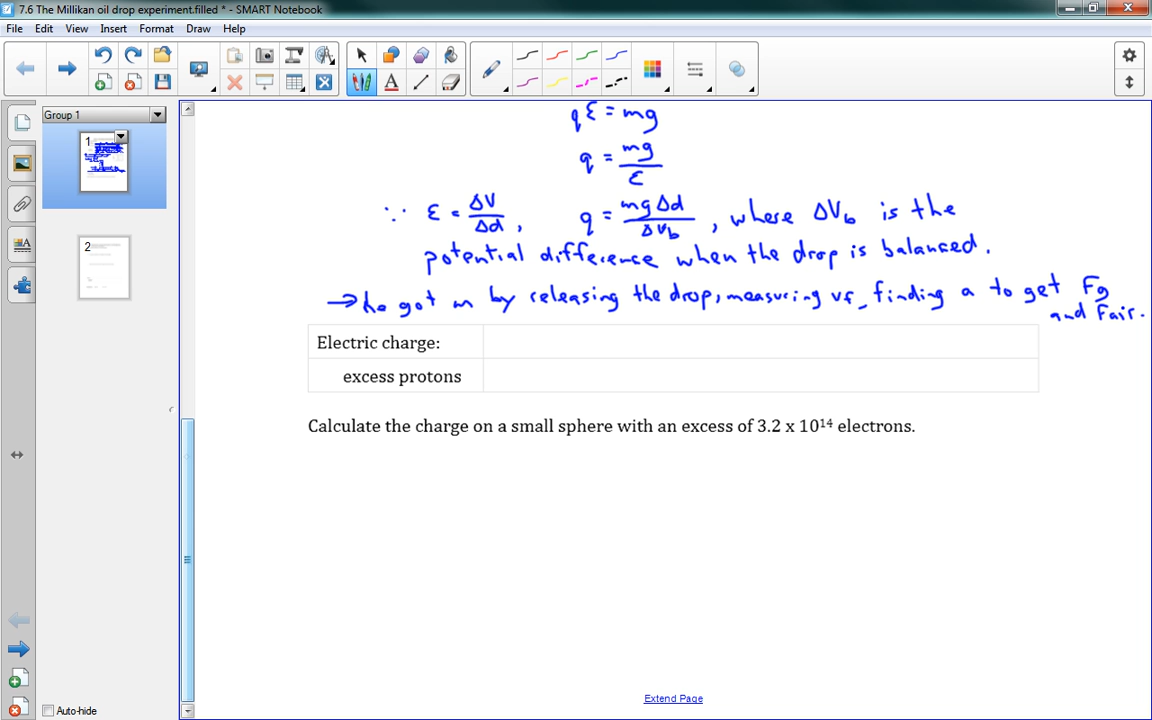 7.6 The Millikan oil drop experiment.filled * - SMART Notebook
File Edit View Insert Format Draw Help
Group 1
1
2
qε = mg
q = mg/ε
∵ ε = ΔV/Δd, q = mgΔd/ΔVb, where ΔVb is the
potential difference when the drop is balanced.
→ he got m by releasing the drop, measuring vf, finding a to get Fg
and Fair.
Electric charge:
excess protons
Calculate the charge on a small sphere with an excess of 3.2 x 10¹⁴ electrons.
Extend Page
Auto-hide